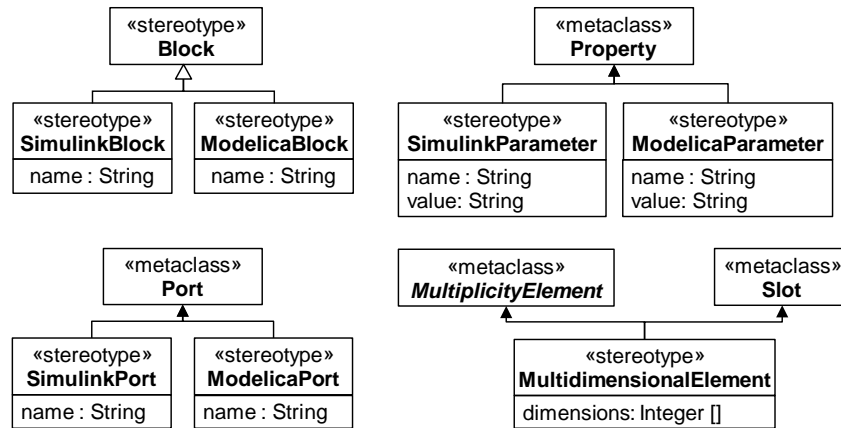 «stereotype»
Block
«stereotype»
SimulinkBlock
name : String
«stereotype»
ModelicaBlock
name : String
«metaclass»
Property
«stereotype»
SimulinkParameter
name : String
value: String
«stereotype»
ModelicaParameter
name : String
value: String
«metaclass»
Port
«stereotype»
SimulinkPort
name : String
«stereotype»
ModelicaPort
name : String
«metaclass»
MultiplicityElement
«metaclass»
Slot
«stereotype»
MultidimensionalElement
dimensions: Integer []